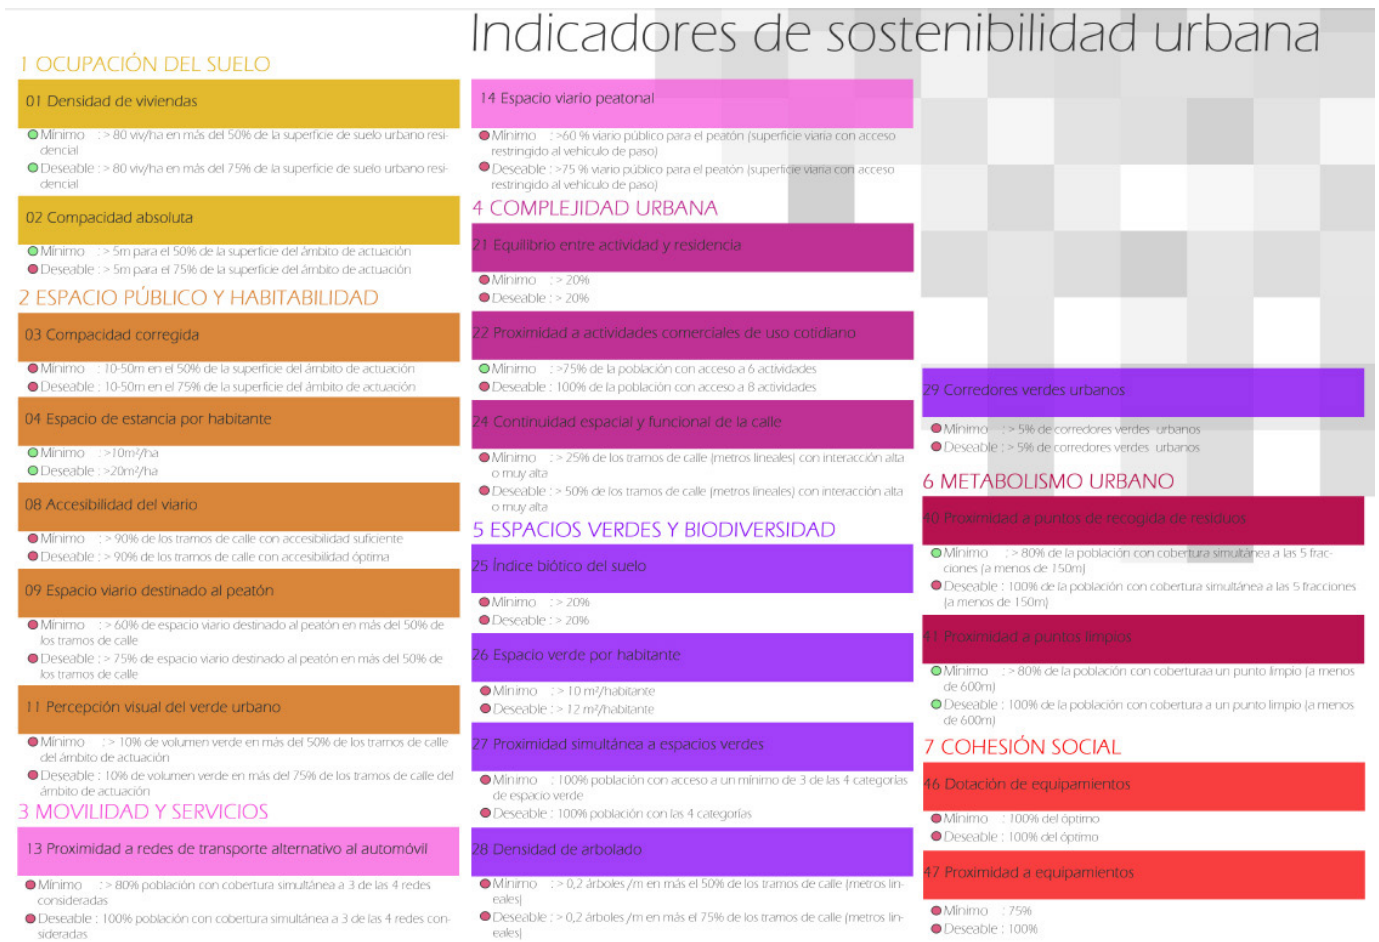 Indicadores de sostenibilidad urbana
1 OCUPACIÓN DEL SUELO
01 Densidad de viviendas
Mínimo : > 80 viv/ha en más del 50% de la superficie de suelo urbano resi-
dencial
Deseable : > 80 viv/ha en más del 75% de la superficie de suelo urbano resi-
dencial
02 Compacidad absoluta
Mínimo : > 5m para el 50% de la superficie del ámbito de actuación
Deseable : > 5m para el 75% de la superficie del ámbito de actuación
2 ESPACIO PÚBLICO Y HABITABILIDAD
03 Compacidad corregida
Mínimo : 10-50m en el 50% de la superficie del ámbito de actuación
Deseable : 10-50m en el 75% de la superficie del ámbito de actuación
04 Espacio de estancia por habitante
Mínimo : >10m²/ha
Deseable : >20m²/ha
08 Accesibilidad del viario
Mínimo : > 90% de los tramos de calle con accesibilidad suficiente
Deseable : > 90% de los tramos de calle con accesibilidad óptima
09 Espacio viario destinado al peatón
Mínimo : > 60% de espacio viario destinado al peatón en más del 50% de
los tramos de calle
Deseable : > 75% de espacio viario destinado al peatón en más del 50% de
los tramos de calle
11 Percepción visual del verde urbano
Mínimo : > 10% de volumen verde en más del 50% de los tramos de calle
del ámbito de actuación
Deseable : 10% de volumen verde en más del 75% de los tramos de calle del
ámbito de actuación
3 MOVILIDAD Y SERVICIOS
13 Proximidad a redes de transporte alternativo al automóvil
Mínimo : > 80% población con cobertura simultánea a 3 de las 4 redes
consideradas
Deseable : 100% población con cobertura simultánea a 3 de las 4 redes con-
sideradas
14 Espacio viario peatonal
Mínimo : >60 % viario público para el peatón (superficie viaria con acceso
restringido al vehículo de paso)
Deseable : >75 % viario público para el peatón (superficie viaria con acceso
restringido al vehículo de paso)
4 COMPLEJIDAD URBANA
21 Equilibrio entre actividad y residencia
Mínimo : > 20%
Deseable : > 20%
22 Proximidad a actividades comerciales de uso cotidiano
Mínimo : >75% de la población con acceso a 6 actividades
Deseable : 100% de la población con acceso a 8 actividades
24 Continuidad espacial y funcional de la calle
Mínimo : > 25% de los tramos de calle (metros lineales) con interacción alta
o muy alta
Deseable : > 50% de los tramos de calle (metros lineales) con interacción alta
o muy alta
5 ESPACIOS VERDES Y BIODIVERSIDAD
25 Índice biótico del suelo
Mínimo : > 20%
Deseable : > 20%
26 Espacio verde por habitante
Mínimo : > 10 m²/habitante
Deseable : > 12 m²/habitante
27 Proximidad simultánea a espacios verdes
Mínimo : 100% población con acceso a un mínimo de 3 de las 4 categorías
de espacio verde
Deseable : 100% población con las 4 categorías
28 Densidad de arbolado
Mínimo : > 0,2 árboles /m en más el 50% de los tramos de calle (metros lin-
eales)
Deseable : > 0,2 árboles /m en más el 75% de los tramos de calle (metros lin-
eales)
29 Corredores verdes urbanos
Mínimo : > 5% de corredores verdes urbanos
Deseable : > 5% de corredores verdes urbanos
6 METABOLISMO URBANO
40 Proximidad a puntos de recogida de residuos
Mínimo : > 80% de la población con cobertura simultánea a las 5 frac-
ciones (a menos de 150m)
Deseable : 100% de la población con cobertura simultánea a las 5 fracciones
(a menos de 150m)
41 Proximidad a puntos limpios
Mínimo : > 80% de la población con coberturaa un punto limpio (a menos
de 600m)
Deseable : 100% de la población con cobertura a un punto limpio (a menos
de 600m)
7 COHESIÓN SOCIAL
46 Dotación de equipamientos
Mínimo : 100% del óptimo
Deseable : 100% del óptimo
47 Proximidad a equipamientos
Mínimo : 75%
Deseable : 100%